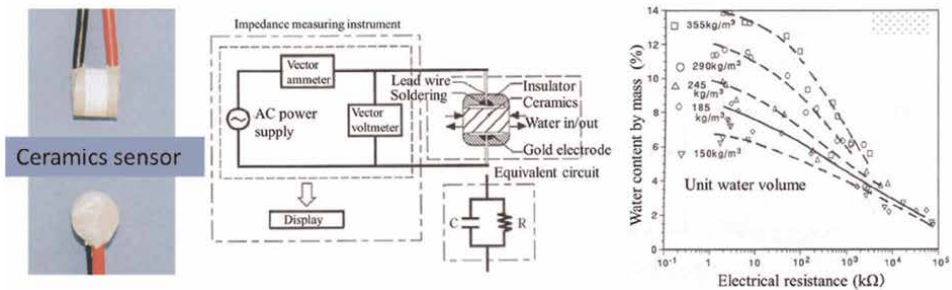 Ceramics sensor
Impedance measuring instrument
Vector
ammeter
AC power
supply
Vector
voltmeter
Display
Lead wire
Soldering
Insulator
Ceramics
Water in/out
Gold electrode
Equivalent circuit
C
R
Water content by mass (%)
14
12
10
8
6
4
2
0
355kg/m³
290kg/m³
245
kg/m³
185
kg/m³
150kg/m³
Unit water volume
10⁻¹
1
10
10²
10³
10⁴
10⁵
Electrical resistance (kΩ)